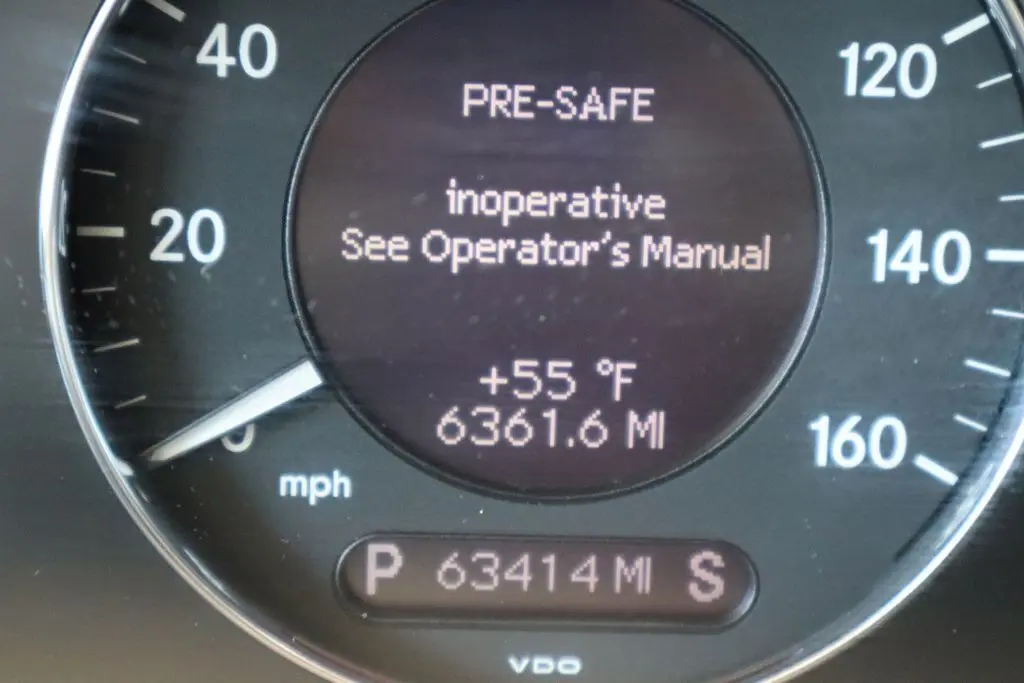 40
120
PRE-SAFE
inoperative
20
See Operator's Manual
140
+55 °F
6361.6 MI
0
160
mph
P 63414 MI S
VDO